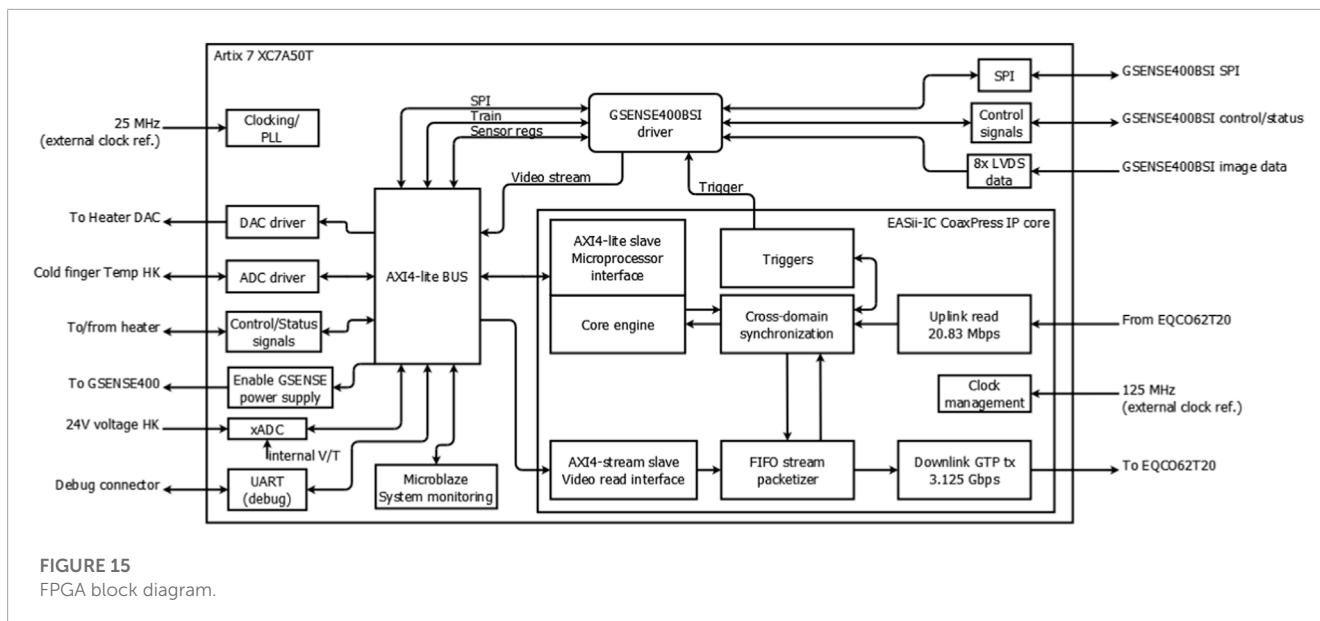 Artix 7 XC7A50T
25 MHz
(external clock ref.)
Clocking/
PLL
SPI
Train
Sensor regs
GSENSE400BSI
driver
SPI
GSENSE400BSI SPI
Control
signals
GSENSE400BSI control/status
8x LVDS
data
GSENSE400BSI image data
Video stream
Trigger
To Heater DAC
DAC driver
Cold finger Temp HK
ADC driver
To/from heater
Control/Status
signals
To GSENSE400
Enable GSENSE
power supply
24V voltage HK
xADC
internal V/T
Debug connector
UART
(debug)
AXI4-lite BUS
Microblaze
System monitoring
EASii-IC CoaxPress IP core
AXI4-lite slave
Microprocessor
interface
Core engine
Triggers
Cross-domain
synchronization
Uplink read
20.83 Mbps
From EQCO62T20
Clock
management
125 MHz
(external clock ref.)
AXI4-stream slave
Video read interface
FIFO stream
packetizer
Downlink GTP tx
3.125 Gbps
To EQCO62T20
FIGURE 15
FPGA block diagram.